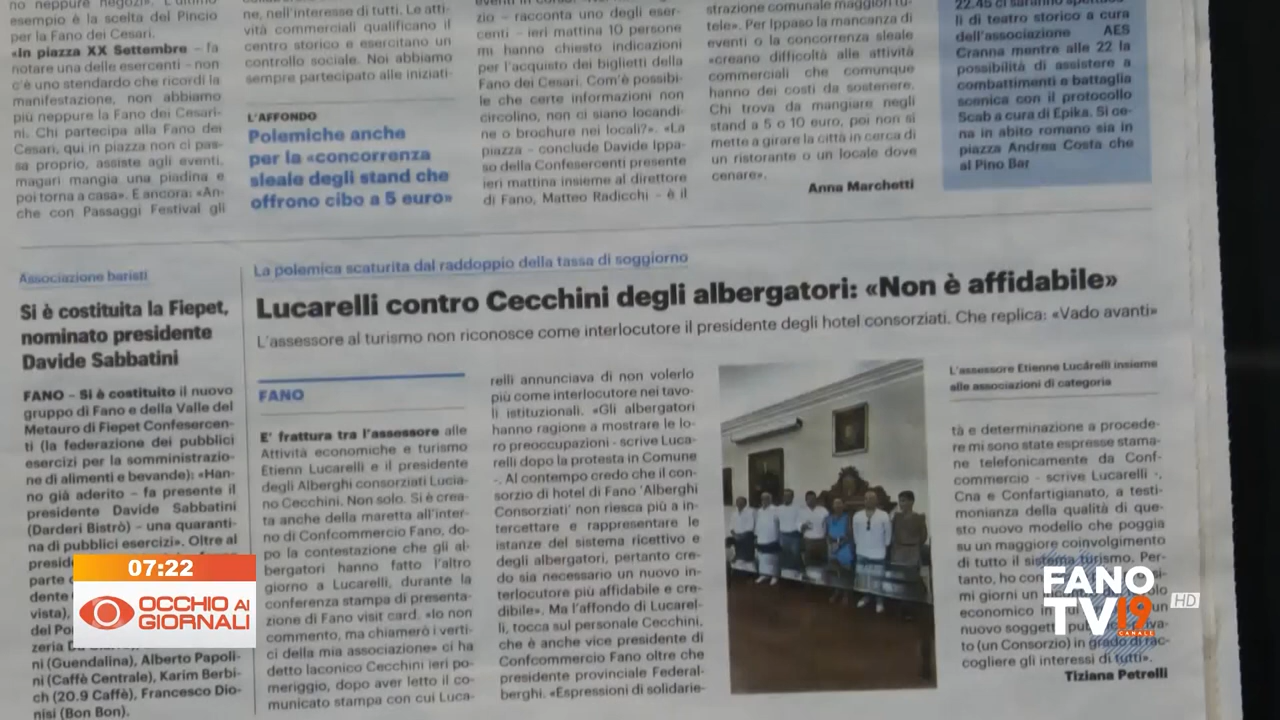 no neppure negozi». L'ultimo
esempio è la scelta del Pincio
per la Fano dei Cesari.
«In piazza XX Settembre – fa
notare una delle esercenti – non
c'è uno stendardo che ricordi la
manifestazione, non abbiamo
più neppure la Fano dei Cesari-
ni. Chi partecipa alla Fano dei
Cesari, qui in piazza non ci pas-
sa proprio, assiste agli eventi,
magari mangia una piadina e
poi torna a casa». E ancora: «An-
che con Passaggi Festival gli
ne, nell'interesse di tutti. Le atti-
vità commerciali qualificano il
centro storico e esercitano un
controllo sociale. Noi abbiamo
sempre partecipato alle iniziati-
L'AFFONDO
Polemiche anche
per la «concorrenza
sleale degli stand che
offrono cibo a 5 euro»
zio – racconta uno degli eser-
centi – ieri mattina 10 persone
mi hanno chiesto indicazioni
per l'acquisto dei biglietti della
Fano dei Cesari. Com'è possibi-
le che certe informazioni non
circolino, non ci siano locandi-
ne o brochure nei locali?». «La
piazza – conclude Davide Ippa-
so della Confesercenti presente
ieri mattina insieme al direttore
di Fano, Matteo Radicchi – è il
strazione comunale maggiori tu-
tele». Per Ippaso la mancanza di
eventi o la concorrenza sleale
«creano difficoltà alle attività
commerciali che comunque
hanno dei costi da sostenere.
Chi trova da mangiare negli
stand a 5 o 10 euro, poi non si
mette a girare la città in cerca di
un ristorante o un locale dove
cenare».
Anna Marchetti
22.45 ci saranno spettaco-
li di teatro storico a cura
dell'associazione AES
Cranna mentre alle 22 la
possibilità di assistere a
combattimenti e battaglia
scenica con il protocollo
Scab a cura di Epika. Si ce-
na in abito romano sia in
piazza Andrea Costa che
al Pino Bar
Associazione baristi
Si è costituita la Fiepet,
nominato presidente
Davide Sabbatini
FANO – Si è costituito il nuovo
gruppo di Fano e della Valle del
Metauro di Fiepet Confesercen-
ti (la federazione dei pubblici
esercizi per la somministrazio-
ne di alimenti e bevande): «Han-
no già aderito – fa presente il
presidente Davide Sabbatini
(Darderi Bistrò) – una quaranti-
na di pubblici esercizi». Oltre al
presid
parte
dente
vista),
del Po
zeria
ni (Guendalina), Alberto Papoli-
ni (Caffè Centrale), Karim Berbi-
ch (20.9 Caffè), Francesco Dio-
nisi (Bon Bon).
La polemica scaturita dal raddoppio della tassa di soggiorno
Lucarelli contro Cecchini degli albergatori: «Non è affidabile»
L'assessore al turismo non riconosce come interlocutore il presidente degli hotel consorziati. Che replica: «Vado avanti»
FANO
E' frattura tra l'assessore alle
Attività economiche e turismo
Etienn Lucarelli e il presidente
degli Alberghi consorziati Lucia-
no Cecchini. Non solo. Si è crea-
ta anche della maretta all'inter-
no di Confcommercio Fano, do-
po la contestazione che gli al-
bergatori hanno fatto l'altro
giorno a Lucarelli, durante la
conferenza stampa di presenta-
zione di Fano visit card. «Io non
commento, ma chiamerò i verti-
ci della mia associazione» ci ha
detto laconico Cecchini ieri po-
meriggio, dopo aver letto il co-
municato stampa con cui Luca-
relli annunciava di non volerlo
più come interlocutore nei tavo-
li istituzionali. «Gli albergatori
hanno ragione a mostrare le lo-
ro preoccupazioni - scrive Luca-
relli dopo la protesta in Comune
-. Al contempo credo che il con-
sorzio di hotel di Fano 'Alberghi
Consorziati' non riesca più a in-
tercettare e rappresentare le
istanze del sistema ricettivo e
degli albergatori, pertanto cre-
do sia necessario un nuovo in-
terlocutore più affidabile e cre-
dibile». Ma l'affondo di Lucarel-
li, tocca sul personale Cecchini,
che è anche vice presidente di
Confcommercio Fano oltre che
presidente provinciale Federal-
berghi. «Espressioni di solidarie-
L'assessore Etienne Lucarelli insieme
alle associazioni di categoria
tà e determinazione a procede-
re mi sono state espresse stama-
ne telefonicamente da Conf-
commercio - scrive Lucarelli -,
Cna e Confartigianato, a testi-
monianza della qualità di que-
sto nuovo modello che poggia
su un maggiore coinvolgimento
di tutto il sistema turismo. Per-
tanto, ho
mi giorni un
economico
nuovo sogget
to (un Consorzio) in grado di rac-
cogliere gli interessi di tutti».
Tiziana Petrelli
07:22
OCCHIO AI
GIORNALI
FANO
TV19
CANALE
HD